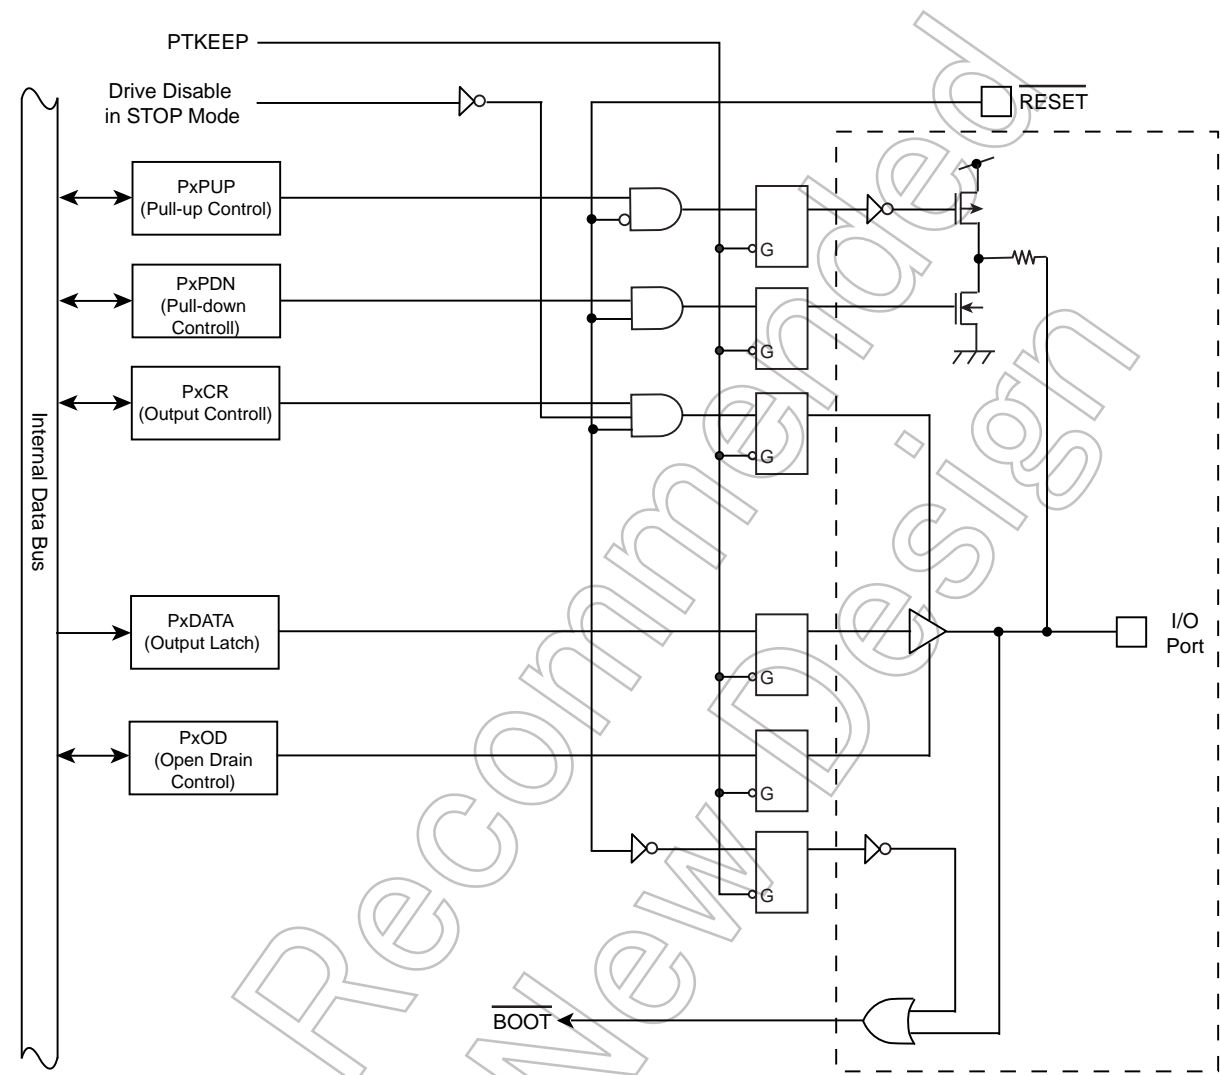 PTKEEP
Drive Disable
in STOP Mode
RESET
PxPUP
(Pull-up Control)
G
PxPDN
(Pull-down
Controll)
G
PxCR
(Output Controll)
G
Internal Data Bus
PxDATA
(Output Latch)
G
I/O
Port
PxOD
(Open Drain
Control)
G
G
BOOT
Recommended
New Design